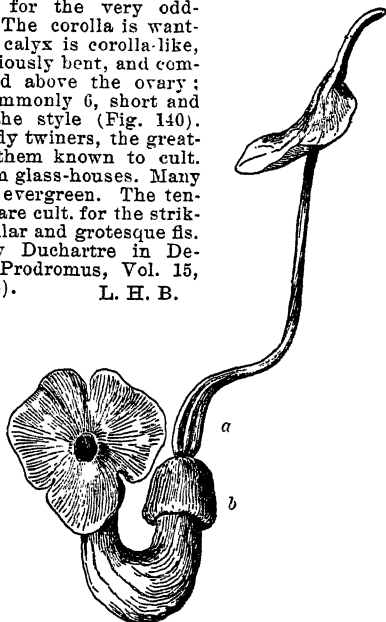 for the very odd-
The corolla is want-
calyx is corolla-like,
iously bent, and com-
d above the ovary;
mmonly 6, short and
he style (Fig. 140).
dy twiners, the great-
them known to cult.
n glass-houses. Many
evergreen. The ten-
are cult. for the strik-
lar and grotesque fls.
y Duchartre in De-
Prodromus, Vol. 15,
). L. H. B.
a
b